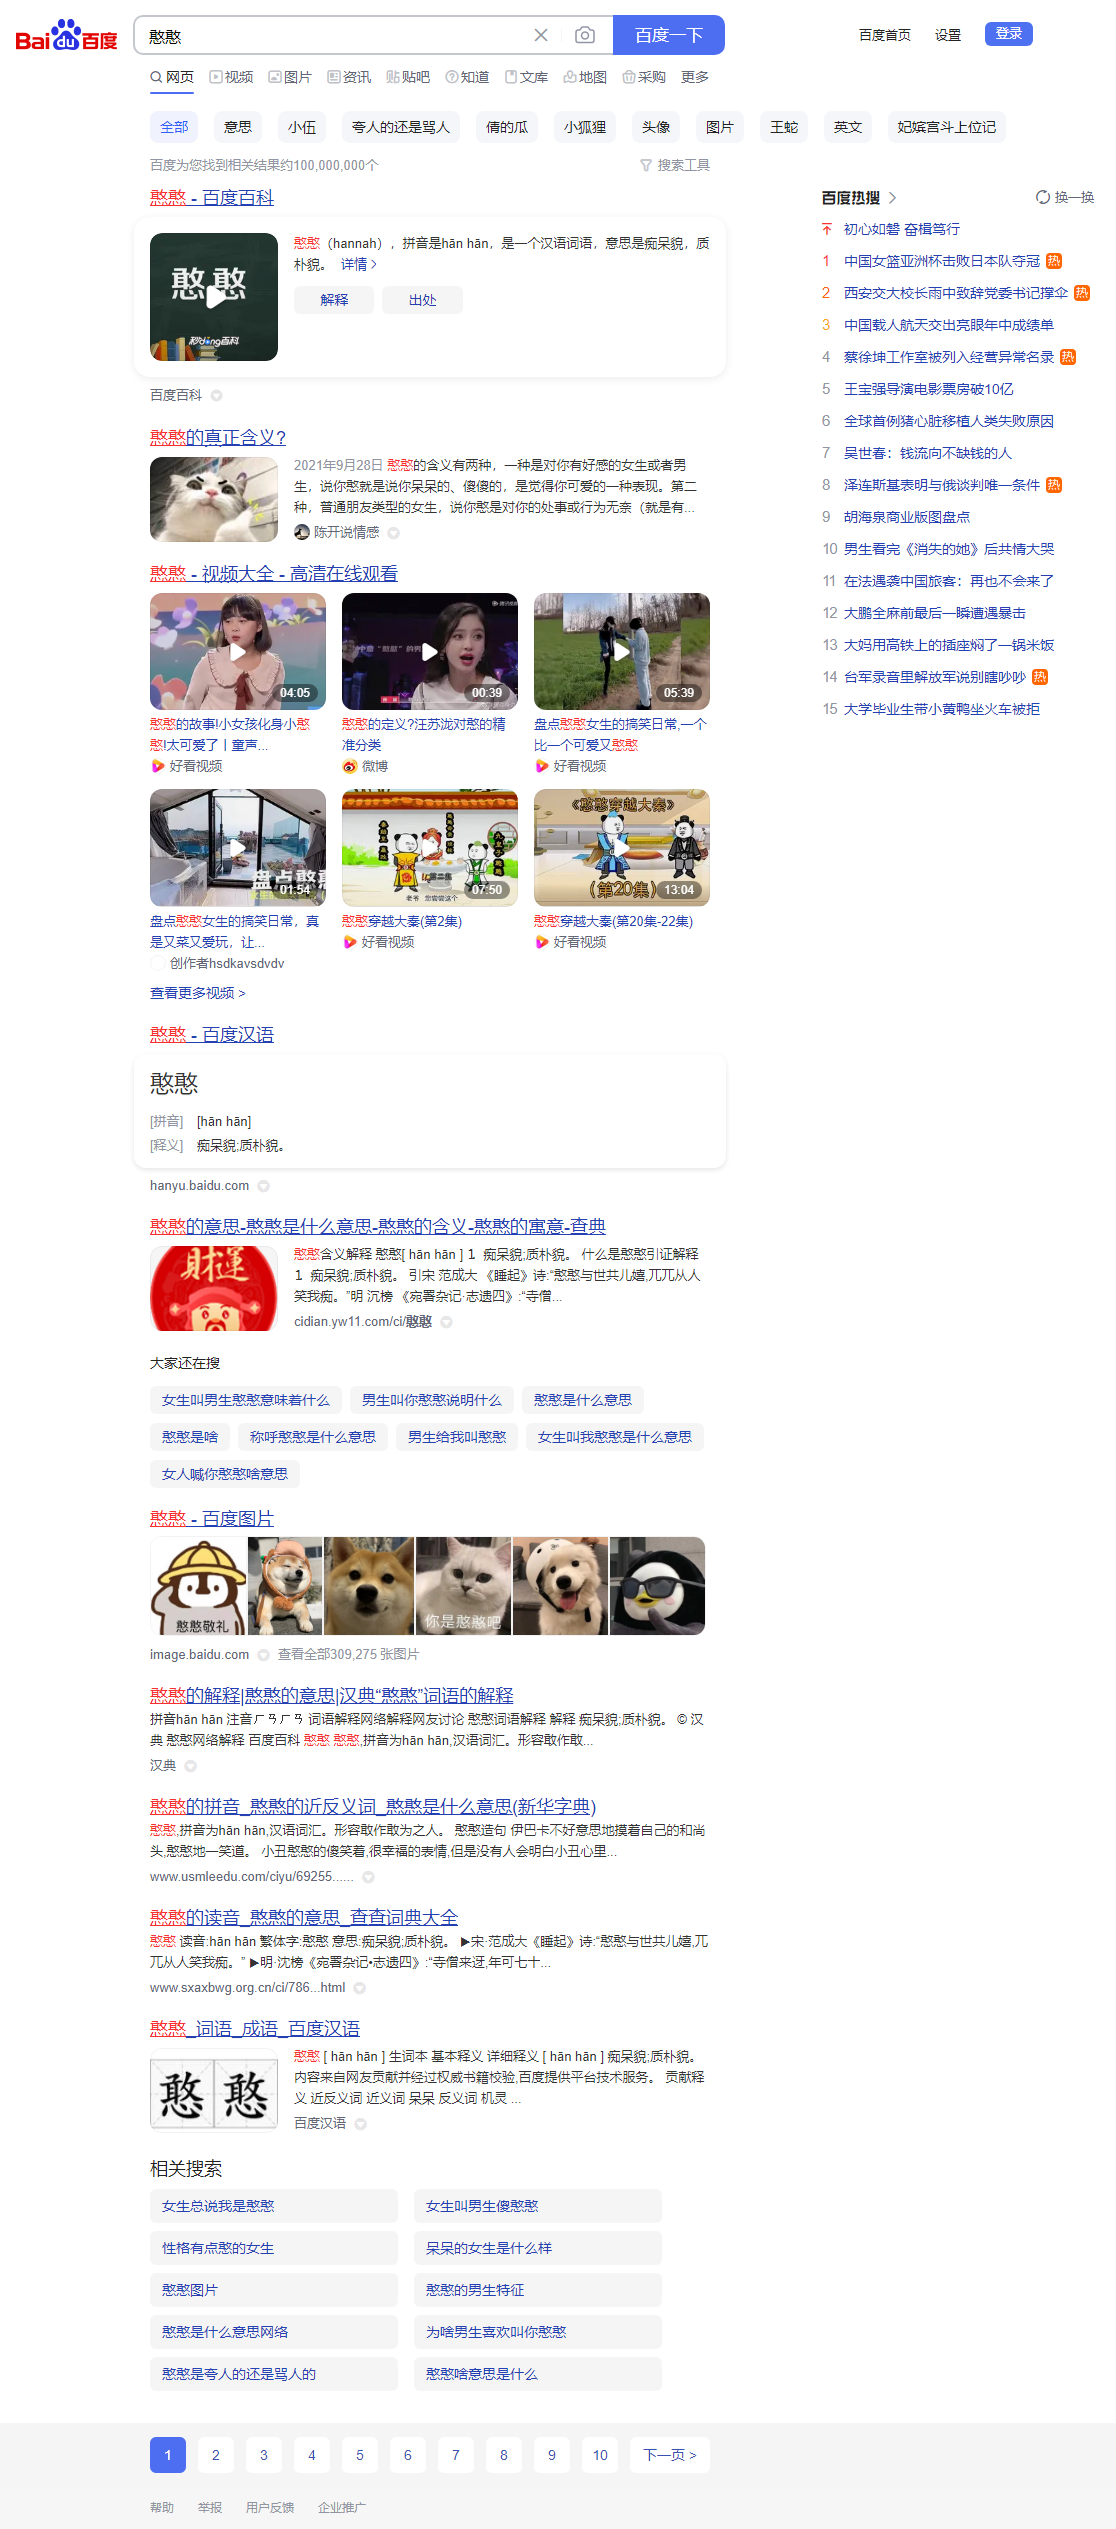 Bai du 百度
憨憨
百度一下
百度首页 设置 登录
网页 视频 图片 资讯 贴吧 知道 文库 地图 采购 更多
全部 意思 小伍 夸人的还是骂人 倩的瓜 小狐狸 头像 图片 王蛇 英文 妃嫔宫斗上位记
百度为您找到相关结果约100,000,000个
搜索工具
憨憨 - 百度百科
憨憨
秒dǒng百科
憨憨（hannah），拼音是hān hān，是一个汉语词语，意思是痴呆貌，质
朴貌。 详情 >
解释 出处
百度百科
憨憨的真正含义?
2021年9月28日 憨憨的含义有两种，一种是对你有好感的女生或者男
生，说你憨就是说你呆呆的、傻傻的，是觉得你可爱的一种表现。第二
种，普通朋友类型的女生，说你憨是对你的处事或行为无奈（就是有...
陈开说情感
憨憨 - 视频大全 - 高清在线观看
04:05
00:39
05:39
憨憨的故事!小女孩化身小憨
憨!太可爱了丨童声...
好看视频
憨憨的定义?汪苏泷对憨的精
准分类
微博
盘点憨憨女生的搞笑日常,一个
比一个可爱又憨憨
好看视频
盘点憨憨
01:54
第二集
老爷 您尝尝这个
07:50
《憨憨穿越大秦》
(第20集)
13:04
盘点憨憨女生的搞笑日常，真
是又菜又爱玩，让...
创作者hsdkavsdvdv
憨憨穿越大秦(第2集)
好看视频
憨憨穿越大秦(第20集-22集)
好看视频
查看更多视频 >
憨憨 - 百度汉语
憨憨
[拼音] [hān hān]
[释义] 痴呆貌;质朴貌。
hanyu.baidu.com
憨憨的意思-憨憨是什么意思-憨憨的含义-憨憨的寓意-查典
財運
憨憨含义解释 憨憨[ hān hān ] 1 痴呆貌;质朴貌。 什么是憨憨引证解释
1 痴呆貌;质朴貌。 引宋 范成大 《睡起》诗:“憨憨与世共儿嬉,兀兀从人
笑我痴。”明 沉榜 《宛署杂记·志遗四》:“寺僧...
cidian.yw11.com/ci/憨憨
大家还在搜
女生叫男生憨憨意味着什么 男生叫你憨憨说明什么 憨憨是什么意思
憨憨是啥 称呼憨憨是什么意思 男生给我叫憨憨 女生叫我憨憨是什么意思
女人喊你憨憨啥意思
憨憨 - 百度图片
憨憨敬礼
你是憨憨吧
image.baidu.com 查看全部309,275 张图片
憨憨的解释|憨憨的意思|汉典“憨憨”词语的解释
拼音hān hān 注音ㄏㄢㄏㄢ 词语解释网络解释网友讨论 憨憨词语解释 解释 痴呆貌;质朴貌。 © 汉
典 憨憨网络解释 百度百科 憨憨 憨憨,拼音为hān hān,汉语词汇。形容敢作敢...
汉典
憨憨的拼音_憨憨的近反义词_憨憨是什么意思(新华字典)
憨憨,拼音为hān hān,汉语词汇。形容敢作敢为之人。 憨憨造句 伊巴卡不好意思地摸着自己的和尚
头,憨憨地一笑道。 小丑憨憨的傻笑着,很幸福的表情,但是没有人会明白小丑心里...
www.usmleedu.com/ciyu/69255......
憨憨的读音_憨憨的意思_查查词典大全
憨憨 读音:hān hān 繁体字:憨憨 意思:痴呆貌;质朴貌。 ▶宋·范成大《睡起》诗:“憨憨与世共儿嬉,兀
兀从人笑我痴。” ▶明·沈榜《宛署杂记•志遗四》:“寺僧来迓,年可七十...
www.sxaxbwg.org.cn/ci/786...html
憨憨_词语_成语_百度汉语
憨憨
憨憨 [ hān hān ] 生词本 基本释义 详细释义 [ hān hān ] 痴呆貌;质朴貌。
内容来自网友贡献并经过权威书籍校验,百度提供平台技术服务。 贡献释
义 近反义词 近义词 呆呆 反义词 机灵 ...
百度汉语
相关搜索
女生总说我是憨憨 女生叫男生傻憨憨
性格有点憨的女生 呆呆的女生是什么样
憨憨图片 憨憨的男生特征
憨憨是什么意思网络 为啥男生喜欢叫你憨憨
憨憨是夸人的还是骂人的 憨憨啥意思是什么
1 2 3 4 5 6 7 8 9 10 下一页 >
帮助 举报 用户反馈 企业推广
百度热搜 >
换一换
初心如磐 奋楫笃行
1 中国女篮亚洲杯击败日本队夺冠 热
2 西安交大校长雨中致辞党委书记撑伞 热
3 中国载人航天交出亮眼年中成绩单
4 蔡徐坤工作室被列入经营异常名录 热
5 王宝强导演电影票房破10亿
6 全球首例猪心脏移植人类失败原因
7 吴世春：钱流向不缺钱的人
8 泽连斯基表明与俄谈判唯一条件 热
9 胡海泉商业版图盘点
10 男生看完《消失的她》后共情大哭
11 在法遇袭中国旅客：再也不会来了
12 大鹏全麻前最后一瞬遭遇暴击
13 大妈用高铁上的插座焖了一锅米饭
14 台军录音里解放军说别瞎吵吵 热
15 大学毕业生带小黄鸭坐火车被拒